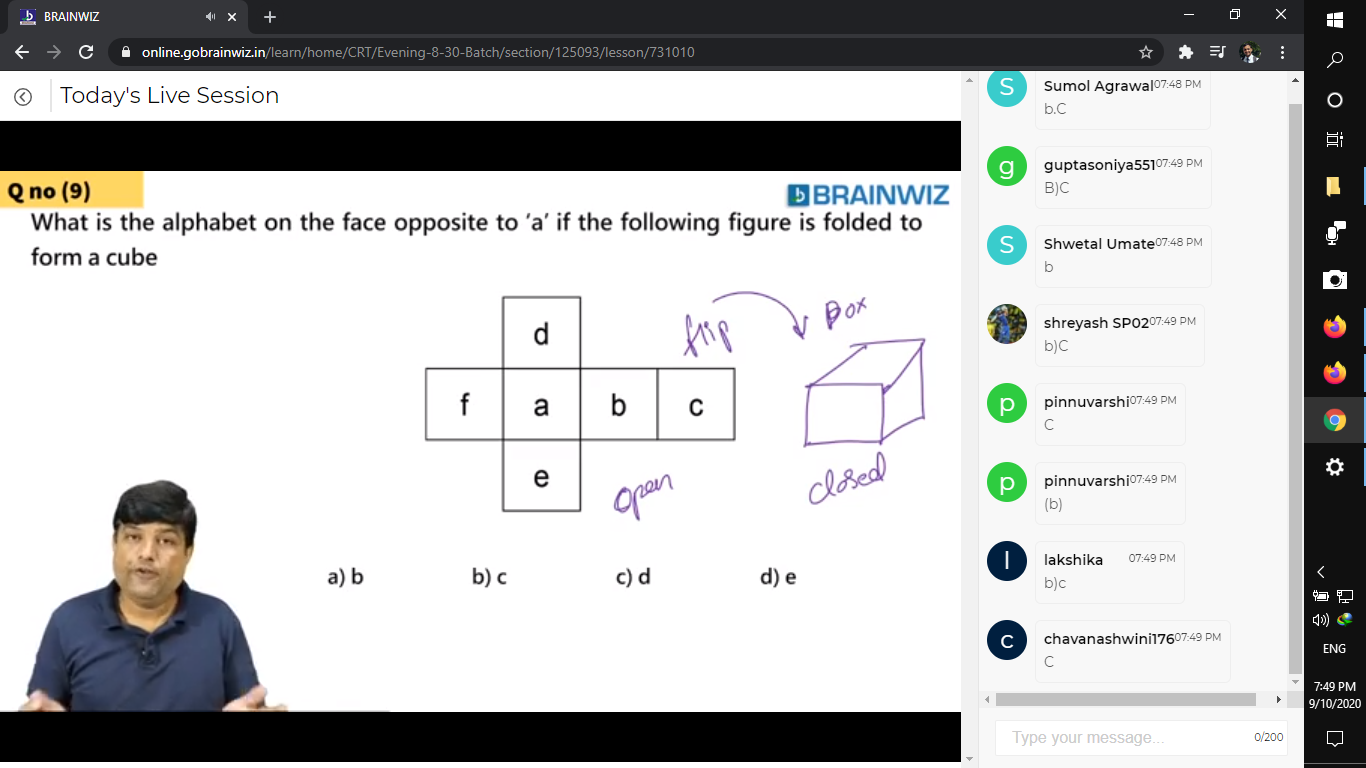 BRAINWIZ
online.gobrainwiz.in/learn/home/CRT/Evening-8-30-Batch/section/125093/lesson/731010
Today's Live Session
Q no (9)
BRAINWIZ
What is the alphabet on the face opposite to ‘a’ if the following figure is folded to
form a cube
d
f a b c
e
flip
Box
open
closed
a) b b) c c) d d) e
S
Sumol Agrawal 07:48 PM
b.C
g
guptasoniya551 07:49 PM
B)C
S
Shwetal Umate 07:48 PM
b
shreyash SP02 07:49 PM
b)C
p
pinnuvarshi 07:49 PM
C
p
pinnuvarshi 07:49 PM
(b)
l
lakshika 07:49 PM
b)c
c
chavanashwini176 07:49 PM
C
Type your message... 0/200
ENG
7:49 PM
9/10/2020